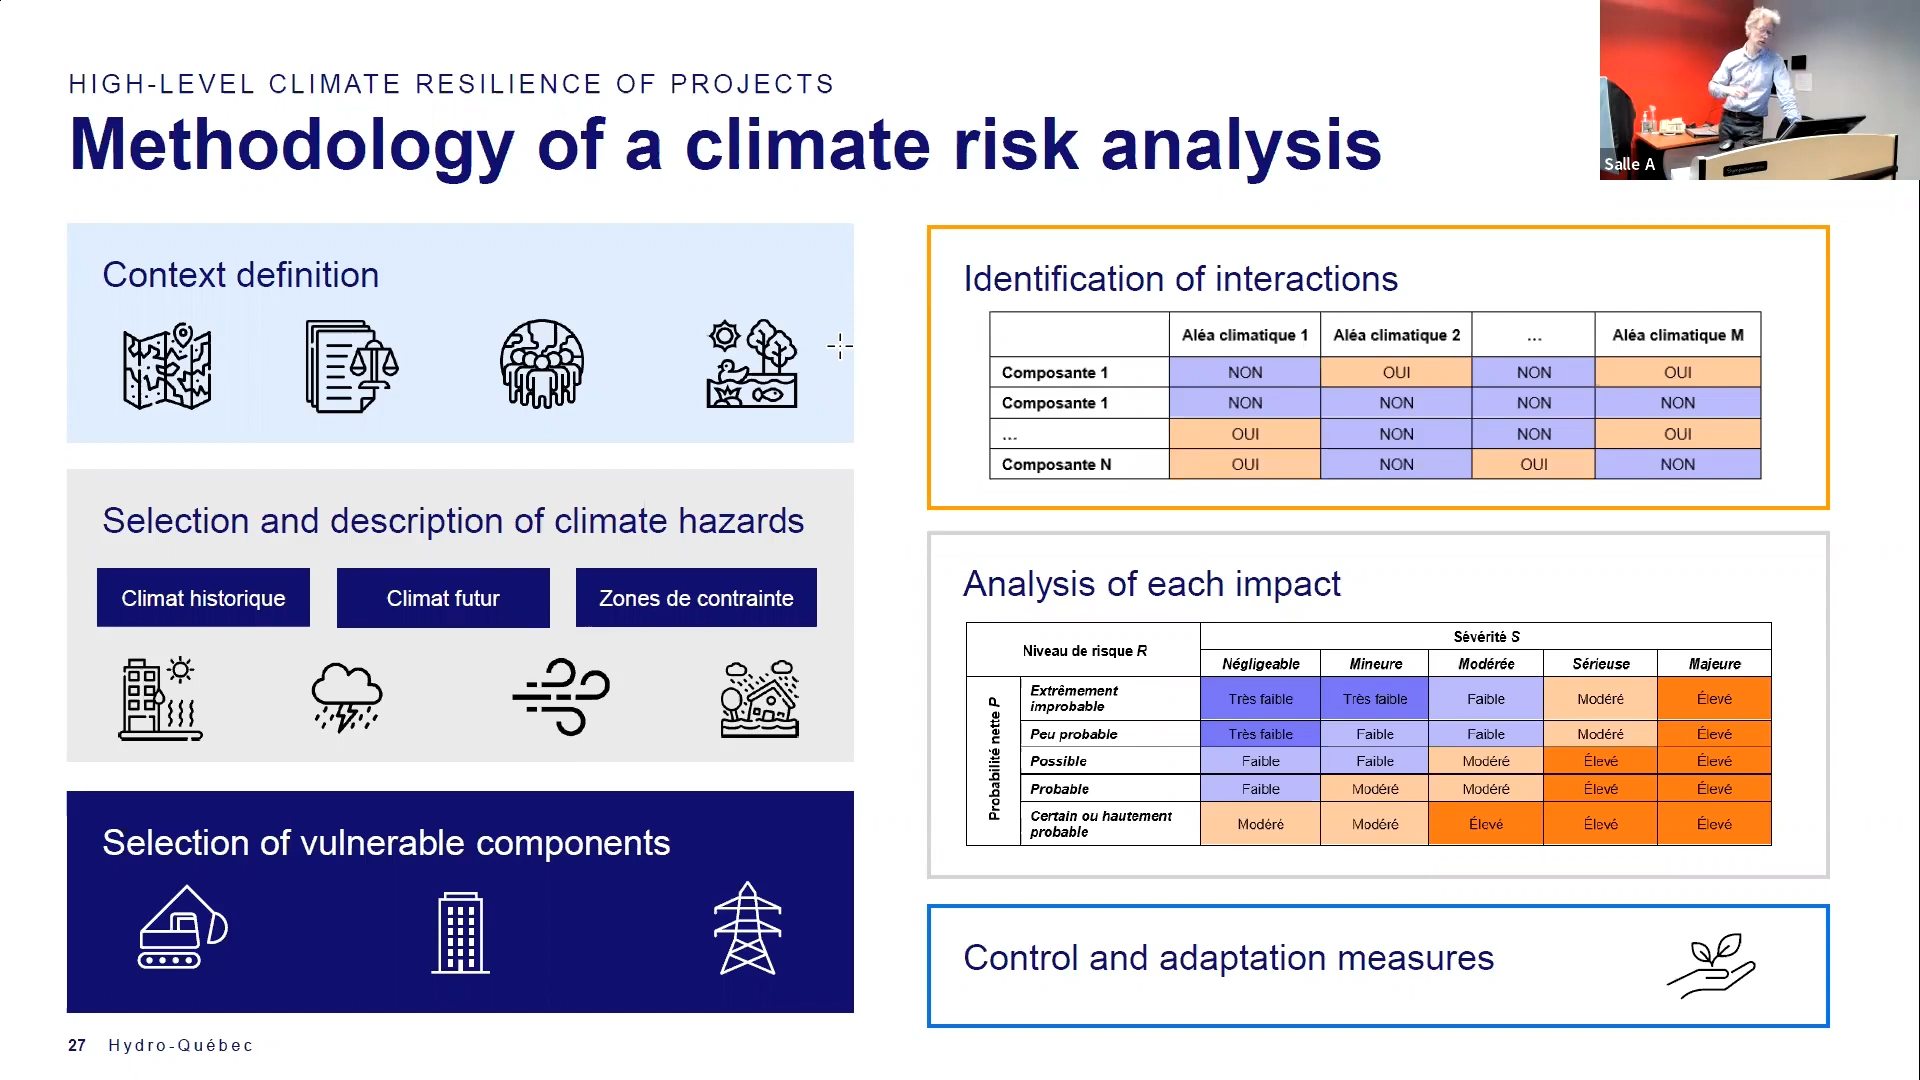 HIGH-LEVEL CLIMATE RESILIENCE OF PROJECTS
Methodology of a climate risk analysis
Salle A
Context definition
Selection and description of climate hazards
Climat historique
Climat futur
Zones de contrainte
Selection of vulnerable components
Identification of interactions
Aléa climatique 1 Aléa climatique 2 ... Aléa climatique M
Composante 1 NON OUI NON OUI
Composante 1 NON NON NON NON
... OUI NON NON OUI
Composante N OUI NON OUI NON
Analysis of each impact
Niveau de risque R
Sévérité S
Négligeable Mineure Modérée Sérieuse Majeure
Probabilité nette P
Extrêmement
improbable
Très faible Très faible Faible Modéré Élevé
Peu probable Très faible Faible Faible Modéré Élevé
Possible Faible Faible Modéré Élevé Élevé
Probable Faible Modéré Modéré Élevé Élevé
Certain ou hautement
probable
Modéré Modéré Élevé Élevé Élevé
Control and adaptation measures
27 Hydro-Québec